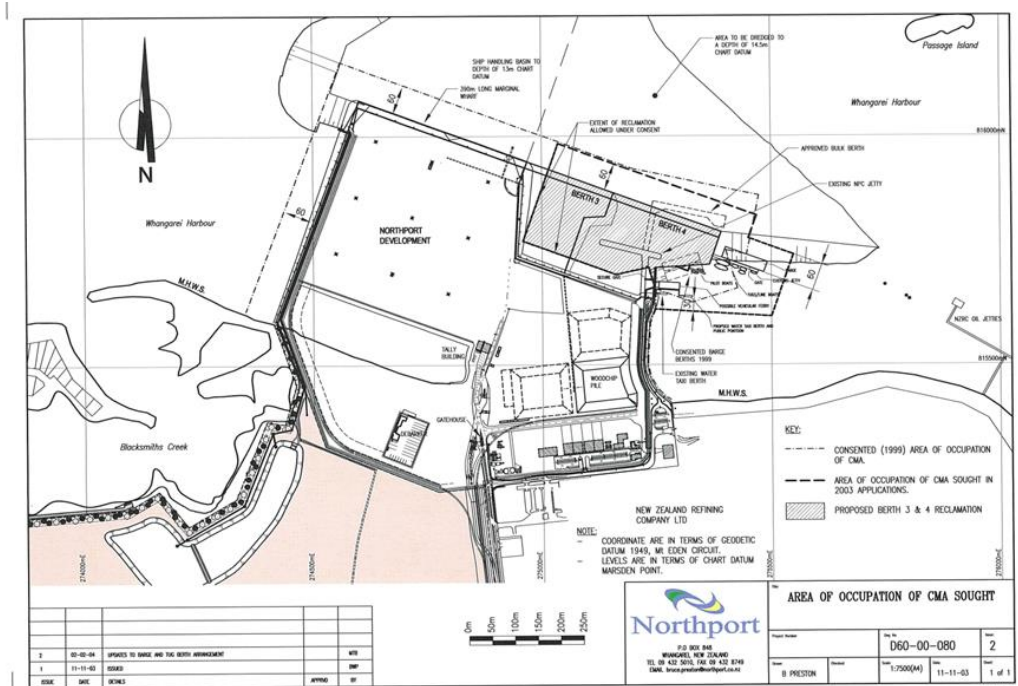 Passage Island
AREA TO BE DREDGED TO
A DEPTH OF 14.5m
CHART DATUM
SHIP HANDLING BASIN TO
DEPTH OF 13m CHART
DATUM
390m LONG MARGINAL
WHARF
60
Whangarei Harbour
EXTENT OF RECLAMATION
ALLOWED UNDER CONSENT
APPROVED BULK BERTH
EXISTING NPC JETTY
N
60
BERTH 3
BERTH 4
60
Whangarei Harbour
60
NORTHPORT
DEVELOPMENT
M.H.W.S.
POSSIBLE VEHICULAR FERRY
NZRC OIL JETTIES
TALLY
BUILDING
CONSENTED BARGE
BERTHS 1999
EXISTING WATER
TAXI BERTH
WOODCHIP
PILE
M.H.W.S.
GATEHOUSE
Blacksmiths Creek
KEY:
CONSENTED (1999) AREA OF OCCUPATION
OF CMA.
AREA OF OCCUPATION OF CMA SOUGHT IN
2003 APPLICATIONS.
PROPOSED BERTH 3 & 4 RECLAMATION
NEW ZEALAND REFINING
COMPANY LTD
NOTE:
- COORDINATE ARE IN TERMS OF GEODETIC
DATUM 1949, Mt EDEN CIRCUIT.
- LEVELS ARE IN TERMS OF CHART DATUM
MARSDEN POINT.
0m 50m 100m 150m 200m 250m
Northport
P.O BOX 848
WHANGAREI, NEW ZEALAND
AREA OF OCCUPATION OF CMA SOUGHT
D60-00-080
2
B PRESTON
1:7500(A4)
11-11-03
1 of 1
2 02-02-04 UPDATES TO BARGE AND TUG BERTH ARRANGEMENT
1 11-11-03 ISSUED
ISSUE DATE DETAILS APPROVD BY